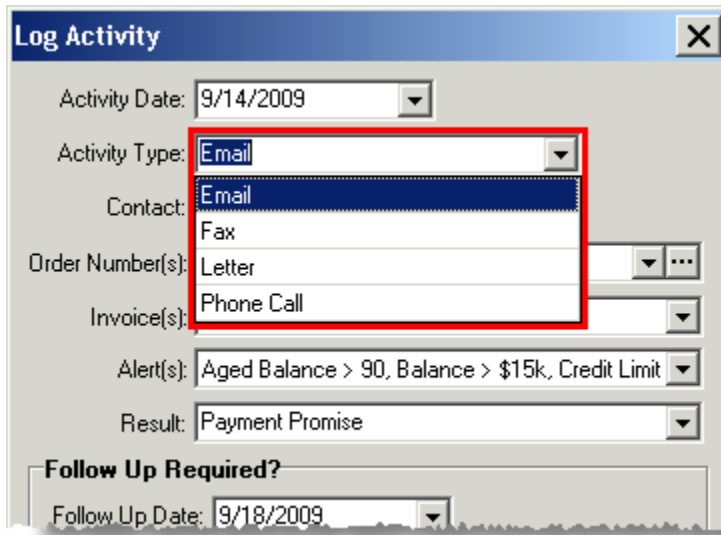 Log Activity
Activity Date: 9/14/2009
Activity Type: Email
Email
Contact:
Fax
Order Number(s):
Letter
...
Phone Call
Invoice(s):
Alert(s): Aged Balance > 90, Balance > $15k, Credit Limit
Result: Payment Promise
Follow Up Required?
Follow Up Date: 9/18/2009